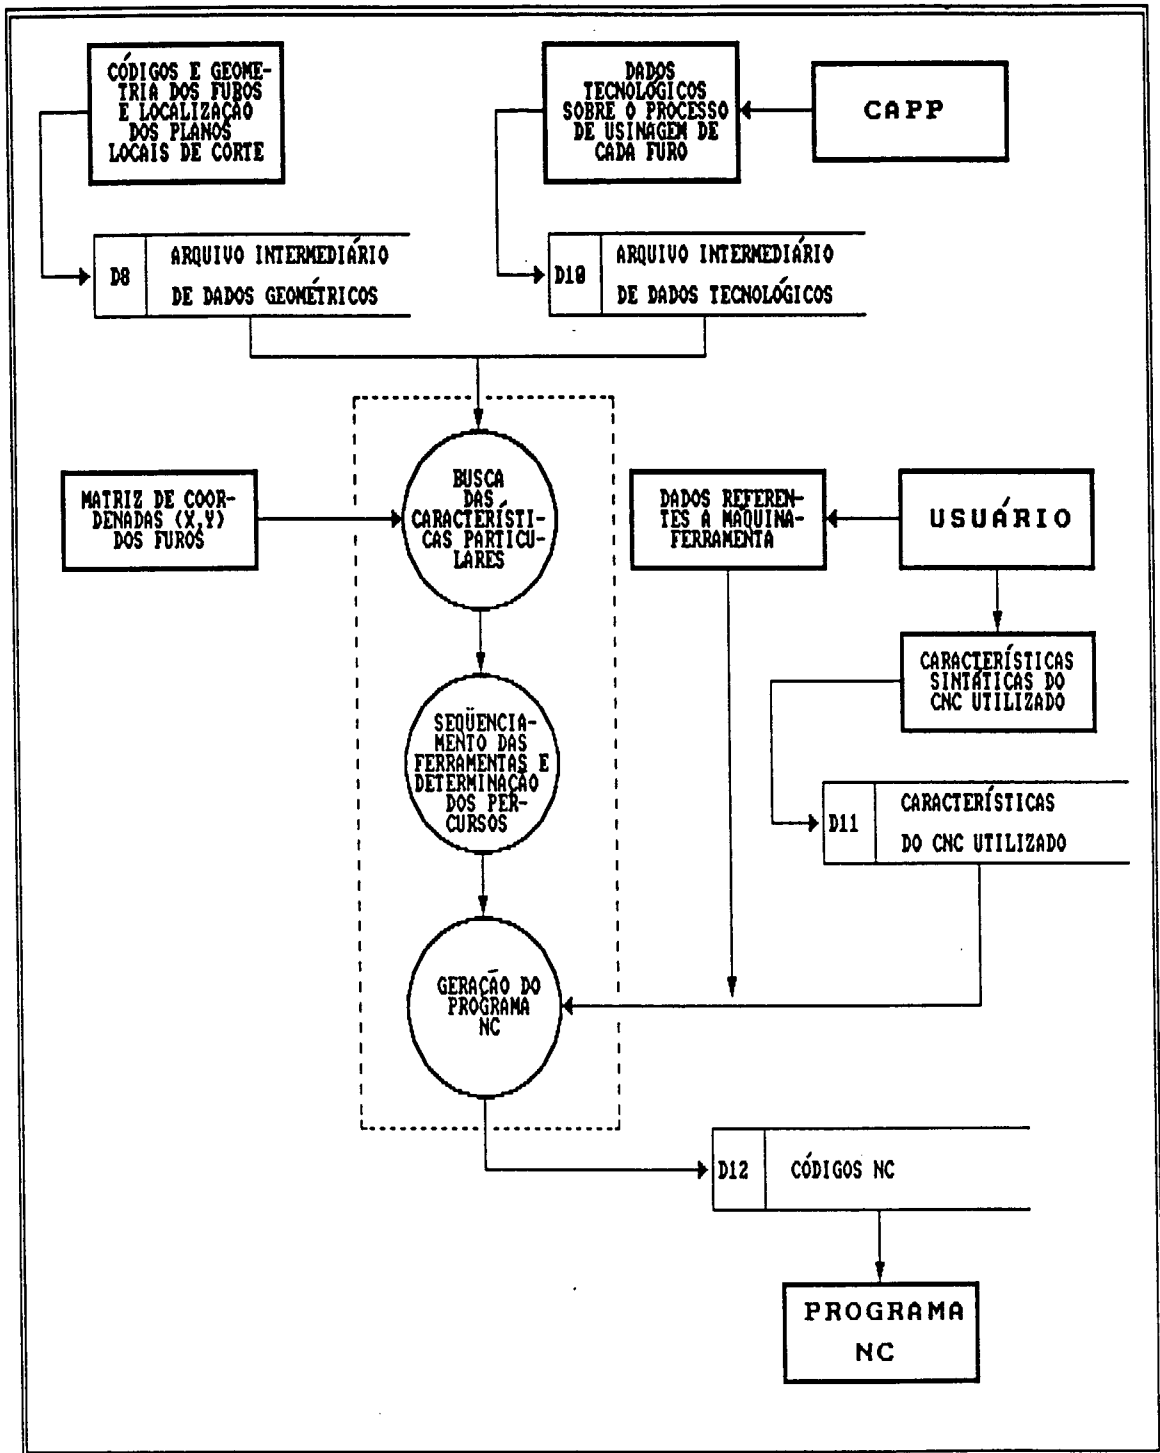 CÓDIGOS E GEOME-
TRIA DOS FUROS
E LOCALIZAÇÃO
DOS PLANOS
LOCAIS DE CORTE
DADOS
TECNOLÓGICOS
SOBRE O PROCESSO
DE USINAGEM DE
CADA FURO
CAPP
D8
ARQUIVO INTERMEDIÁRIO
DE DADOS GEOMÉTRICOS
D10
ARQUIVO INTERMEDIÁRIO
DE DADOS TECNOLÓGICOS
MATRIZ DE COOR-
DENADAS (X,Y)
DOS FUROS
BUSCA
DAS
CARACTERÍSTI-
CAS PARTICU-
LARES
DADOS REFEREN-
TES A MÁQUINA-
FERRAMENTA
USUÁRIO
CARACTERÍSTICAS
SINTÁTICAS DO
CNC UTILIZADO
SEQÜENCIA-
MENTO DAS
FERRAMENTAS E
DETERMINAÇÃO
DOS PER-
CURSOS
D11
CARACTERÍSTICAS
DO CNC UTILIZADO
GERAÇÃO DO
PROGRAMA
NC
D12
CÓDIGOS NC
PROGRAMA
NC